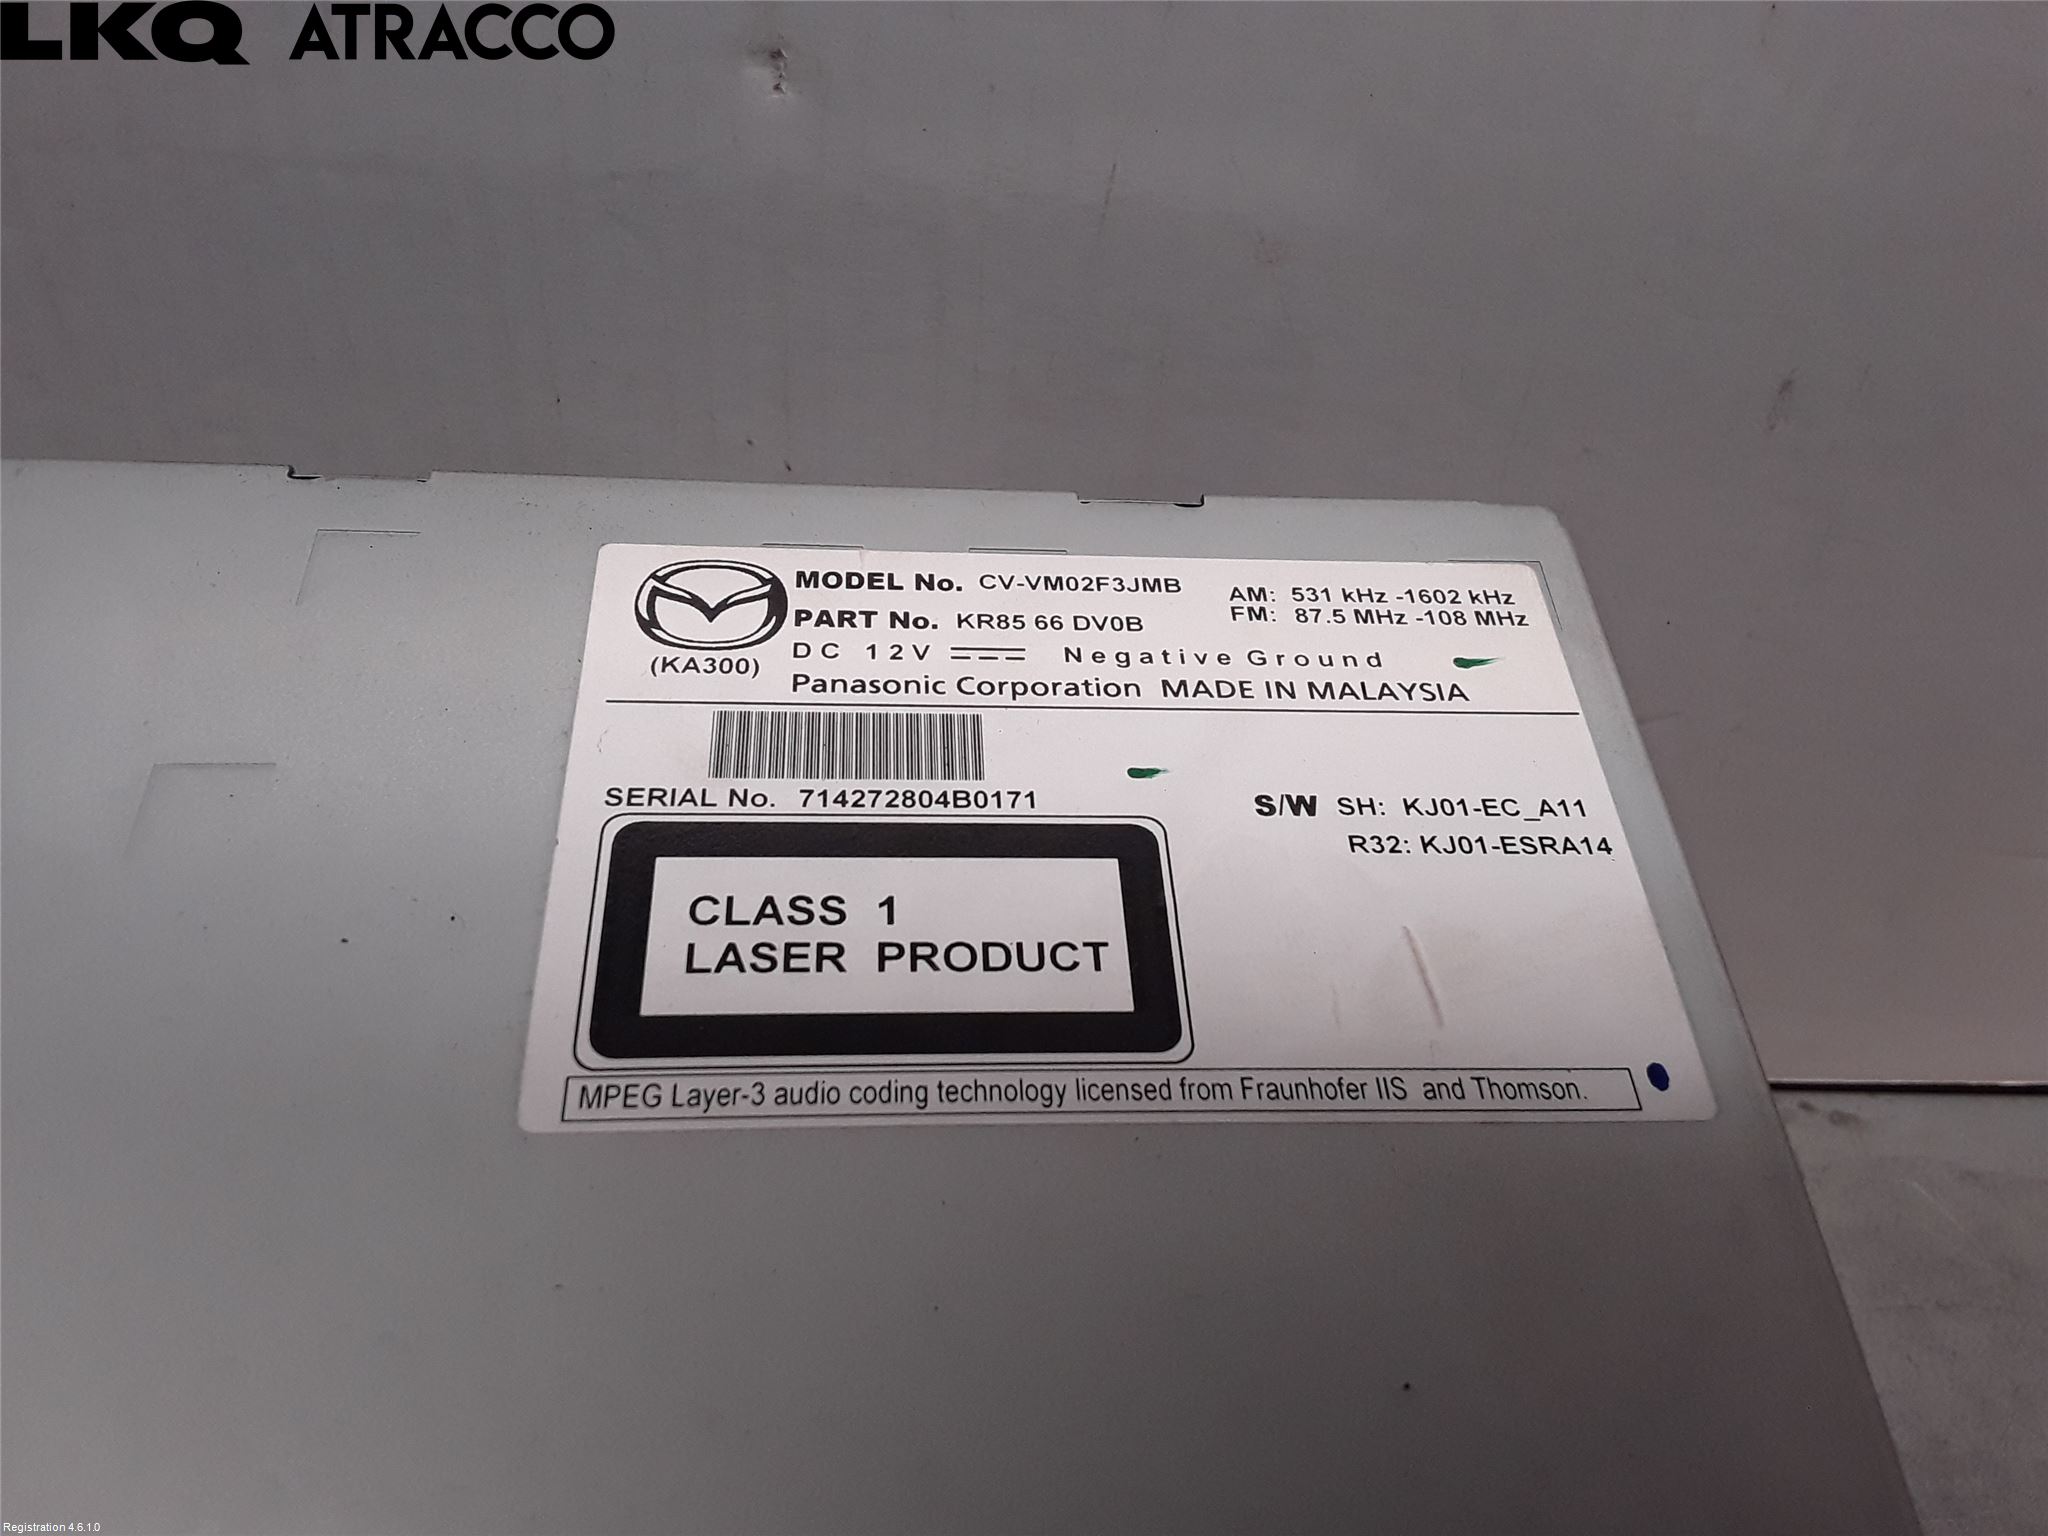 LKQ ATRACCO
MODEL No. CV-VM02F3JMB
PART No. KR85 66 DV0B
AM: 531 kHz -1602 kHz
FM: 87.5 MHz -108 MHz
(KA300)
DC 12V Negative Ground
Panasonic Corporation MADE IN MALAYSIA
SERIAL No. 714272804B0171
S/W SH: KJ01-EC_A11
R32: KJ01-ESRA14
CLASS 1
LASER PRODUCT
MPEG Layer-3 audio coding technology licensed from Fraunhofer IIS and Thomson.
Registration 4.6.1.0